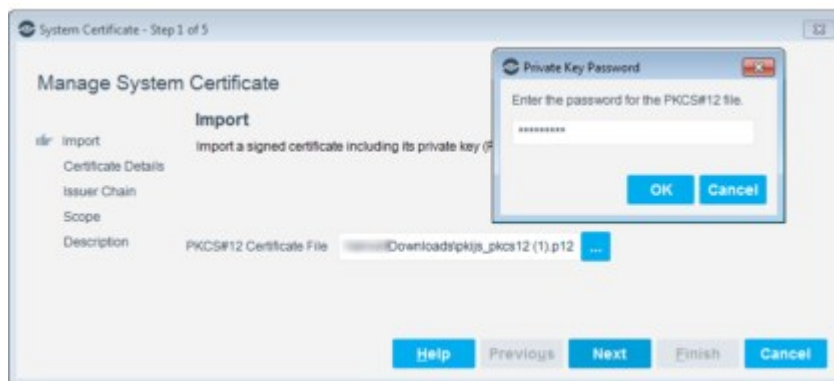 System Certificate - Step 1 of 5
Manage System Certificate
Import
Certificate Details
Issuer Chain
Scope
Description
Import
Import a signed certificate including its private key (P
PKCS#12 Certificate File
Downloads\pkijs_pkcs12 (1).p12
...
Help
Previous
Next
Finish
Cancel
Private Key Password
Enter the password for the PKCS#12 file.
*********
OK
Cancel